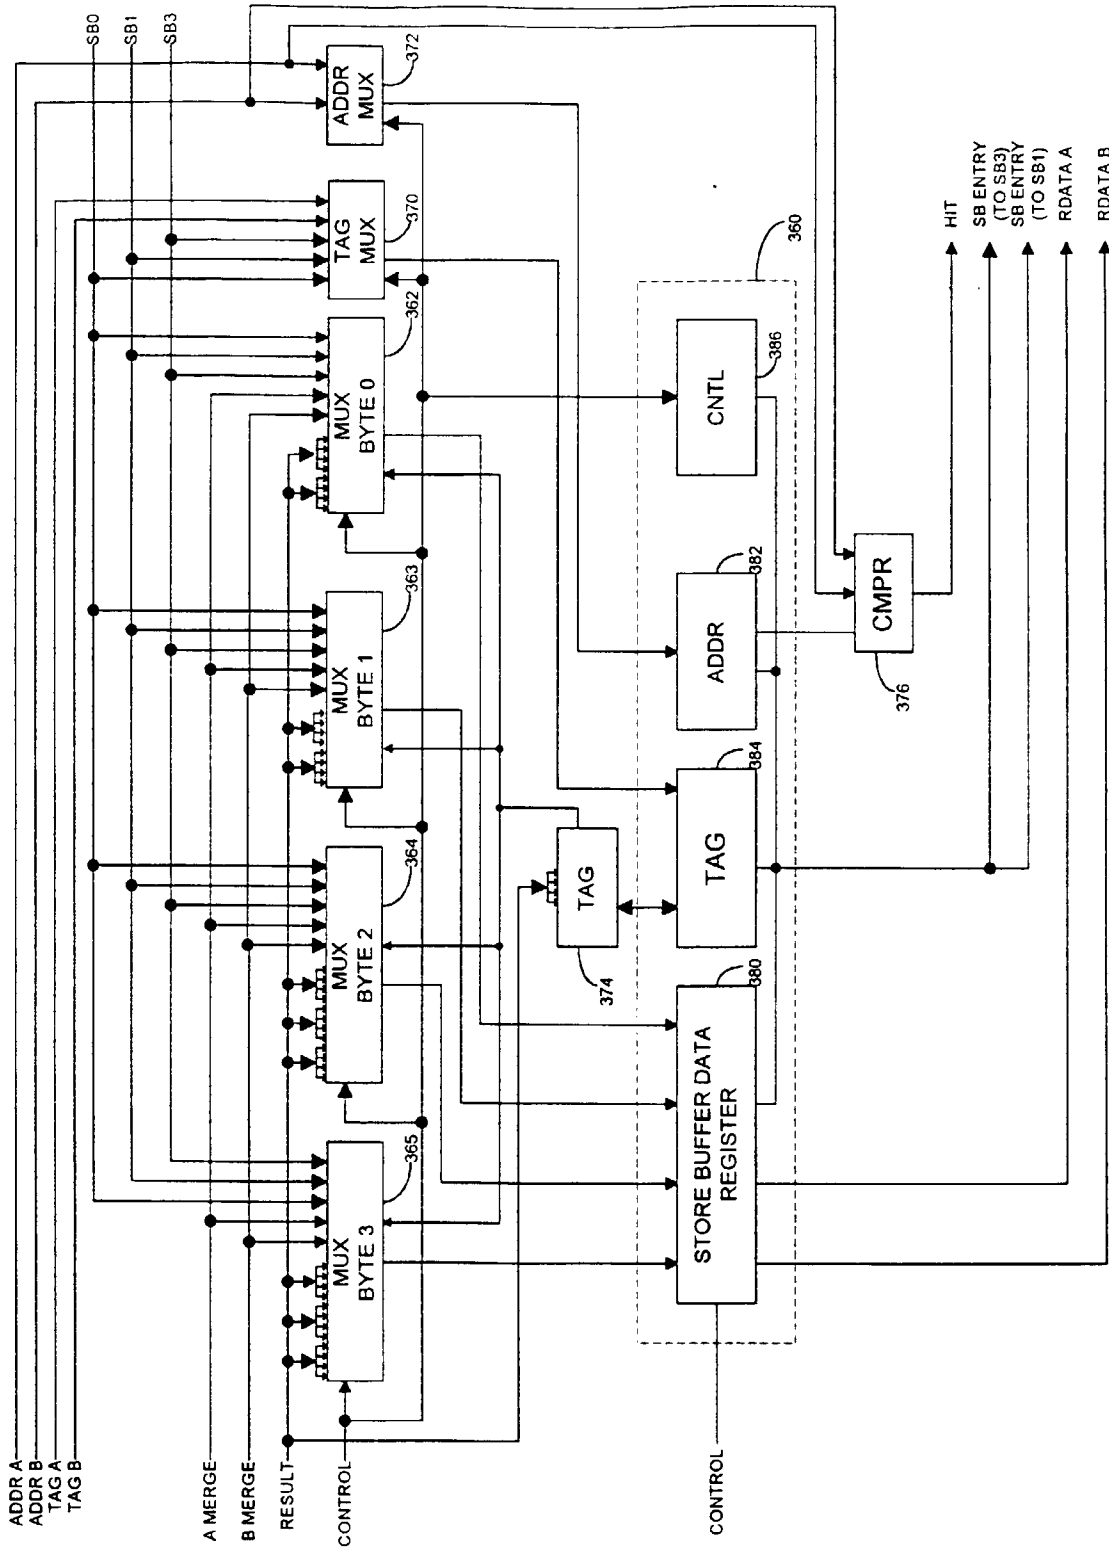 ADDR A
ADDR B
TAG A
TAG B
A MERGE
B MERGE
RESULT
CONTROL
SB0
SB1
SB3
MUX
BYTE 3
365
MUX
BYTE 2
364
MUX
BYTE 1
363
MUX
BYTE 0
362
TAG
MUX
370
ADDR
MUX
372
TAG
374
CONTROL
STORE BUFFER DATA
REGISTER
380
TAG
384
ADDR
382
CNTL
386
360
CMPR
376
HIT
SB ENTRY
(TO SB3)
SB ENTRY
(TO SB1)
RDATA A
RDATA B